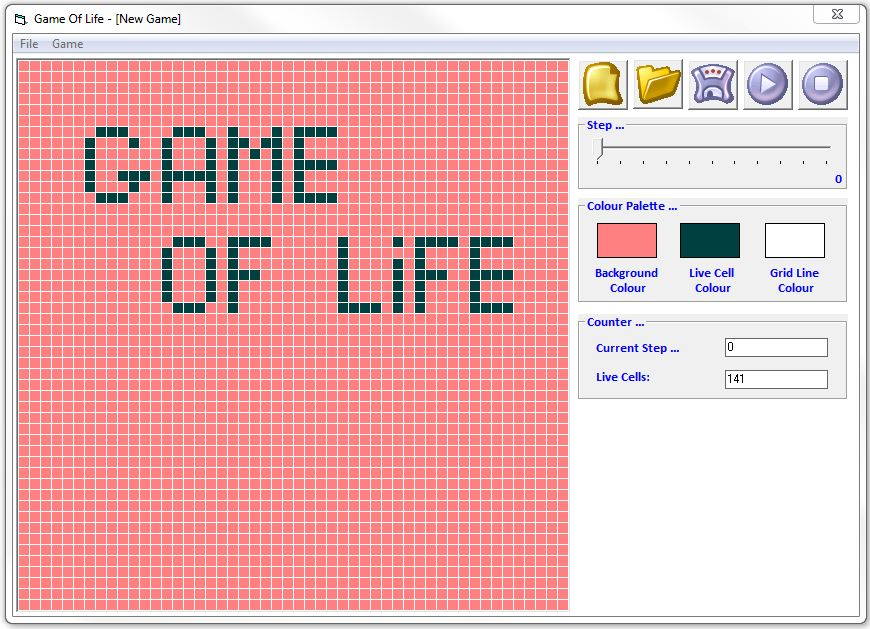 Game Of Life - [New Game]
File Game
GAME
OF LiFE
Step ...
0
Colour Palette ...
Background Colour
Live Cell Colour
Grid Line Colour
Counter ...
Current Step ... 0
Live Cells: 141